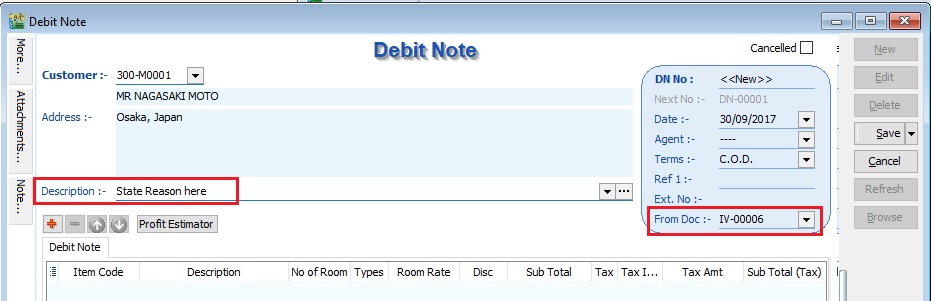 Debit Note
More...
Attachments...
Note...
Debit Note
Cancelled
Customer :- 300-M0001
MR NAGASAKI MOTO
Address :- Osaka, Japan
Description :- State Reason here
DN No : <<New>>
Next No :- DN-00001
Date :- 30/09/2017
Agent :- ----
Terms :- C.O.D.
Ref 1 :-
Ext. No :-
From Doc :- IV-00006
New
Edit
Delete
Save
Cancel
Refresh
Browse
Profit Estimator
Debit Note
Item Code Description No of Room Types Room Rate Disc Sub Total Tax Tax I... Tax Amt Sub Total (Tax)